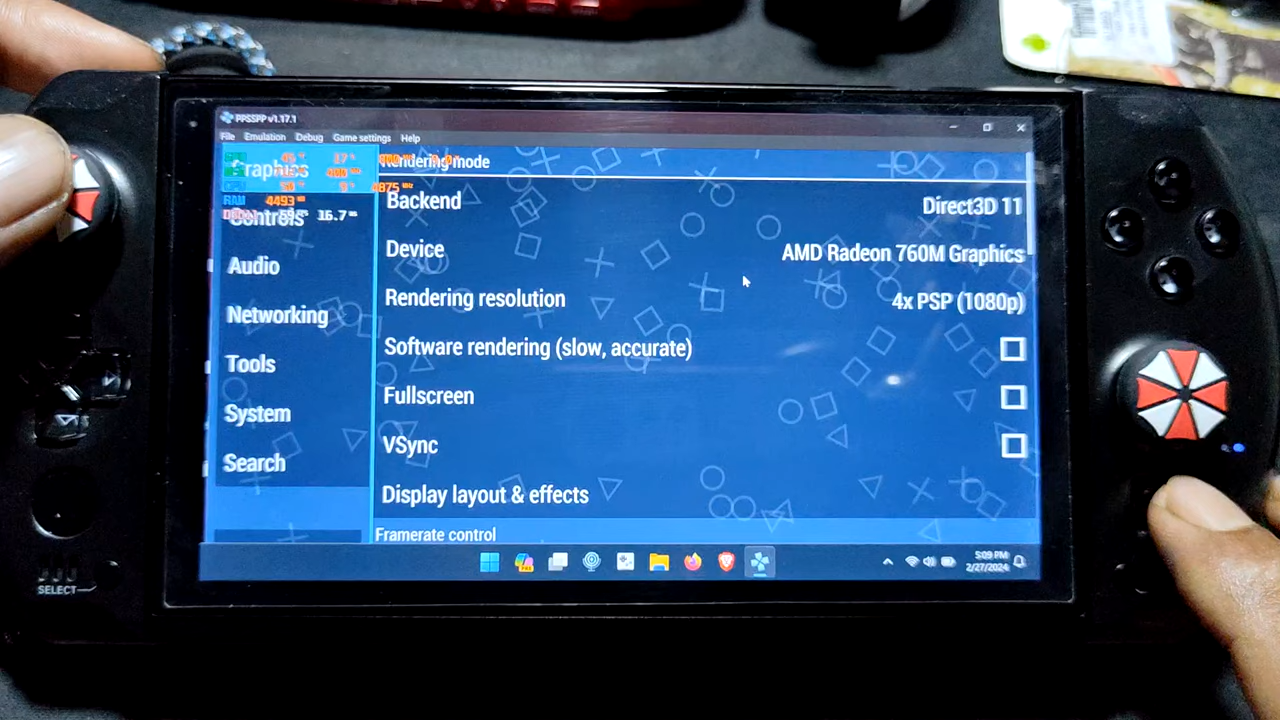 PPSSPP v1.17.1
File Emulation Debug Game settings Help
Graphics
Controls
Audio
Networking
Tools
System
Search
RAM 4493
16.7
4875
Rendering mode
Backend Direct3D 11
Device AMD Radeon 760M Graphics
Rendering resolution 4x PSP (1080p)
Software rendering (slow, accurate)
Fullscreen
VSync
Display layout & effects
Framerate control
5:09 PM
2/27/2024
SELECT